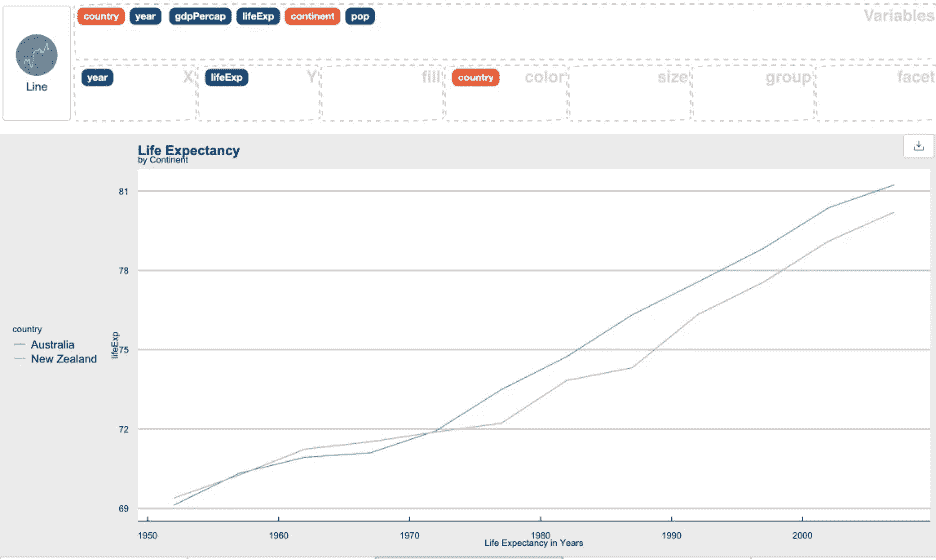 country year gdpPercap lifeExp continent pop Variables
Line
year X lifeExp Y fill country color size group facet
Life Expectancy
by Continent
81
78
75
72
69
lifeExp
country
Australia
New Zealand
1950 1960 1970 1980 1990 2000
Life Expectancy in Years